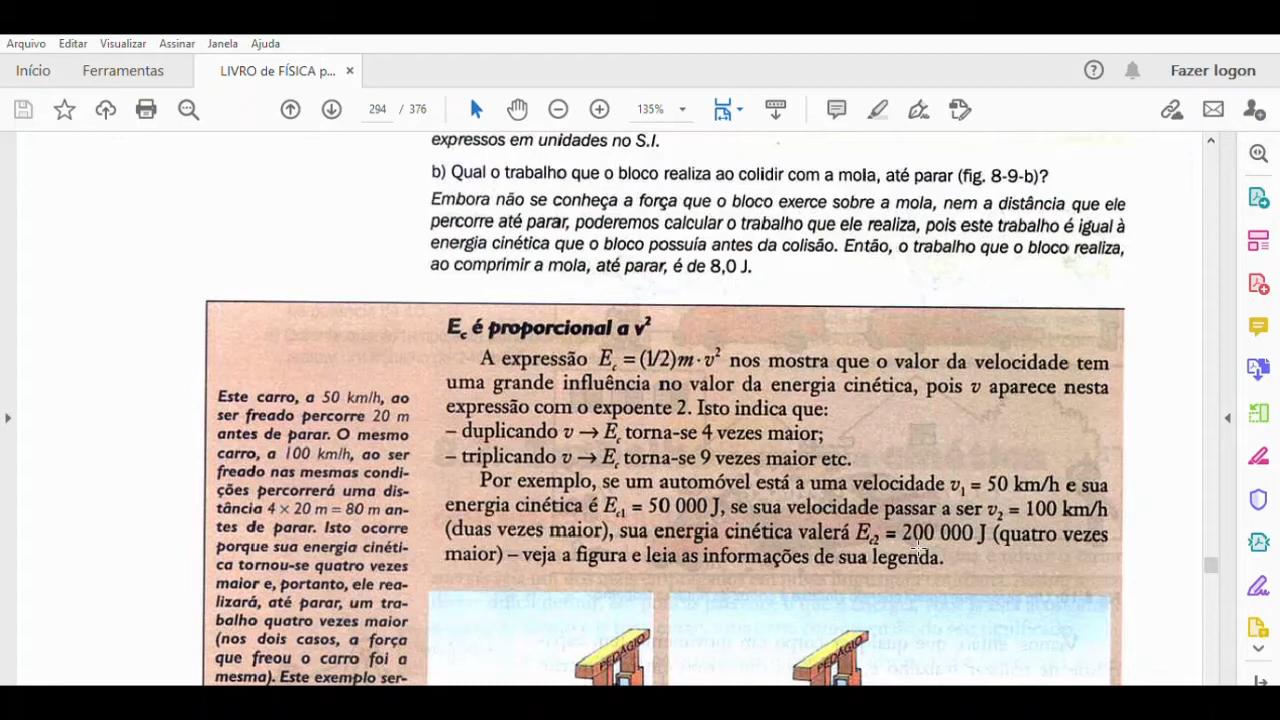 Arquivo Editar Visualizar Assinar Janela Ajuda
Início Ferramentas LIVRO de FÍSICA p... × Fazer logon
294 / 376 135%
expressos em unidades no S.I.
b) Qual o trabalho que o bloco realiza ao colidir com a mola, até parar (fig. 8-9-b)?
Embora não se conheça a força que o bloco exerce sobre a mola, nem a distância que ele
percorre até parar, poderemos calcular o trabalho que ele realiza, pois este trabalho é igual à
energia cinética que o bloco possuía antes da colisão. Então, o trabalho que o bloco realiza,
ao comprimir a mola, até parar, é de 8,0 J.
E_c é proporcional a v²
A expressão E_c = (1/2)m·v² nos mostra que o valor da velocidade tem
uma grande influência no valor da energia cinética, pois v aparece nesta
expressão com o expoente 2. Isto indica que:
– duplicando v → E_c torna-se 4 vezes maior;
– triplicando v → E_c torna-se 9 vezes maior etc.
Por exemplo, se um automóvel está a uma velocidade v₁ = 50 km/h e sua
energia cinética é E_c1 = 50 000 J, se sua velocidade passar a ser v₂ = 100 km/h
(duas vezes maior), sua energia cinética valerá E_c2 = 200 000 J (quatro vezes
maior) – veja a figura e leia as informações de sua legenda.
Este carro, a 50 km/h, ao
ser freado percorre 20 m
antes de parar. O mesmo
carro, a 100 km/h, ao ser
freado nas mesmas condi-
ções percorrerá uma dis-
tância 4 × 20 m = 80 m an-
tes de parar. Isto ocorre
porque sua energia cinéti-
ca tornou-se quatro vezes
maior e, portanto, ele rea-
lizará, até parar, um tra-
balho quatro vezes maior
(nos dois casos, a força
que freou o carro foi a
mesma). Este exemplo ser-
PEDÁGIO
PEDÁGIO